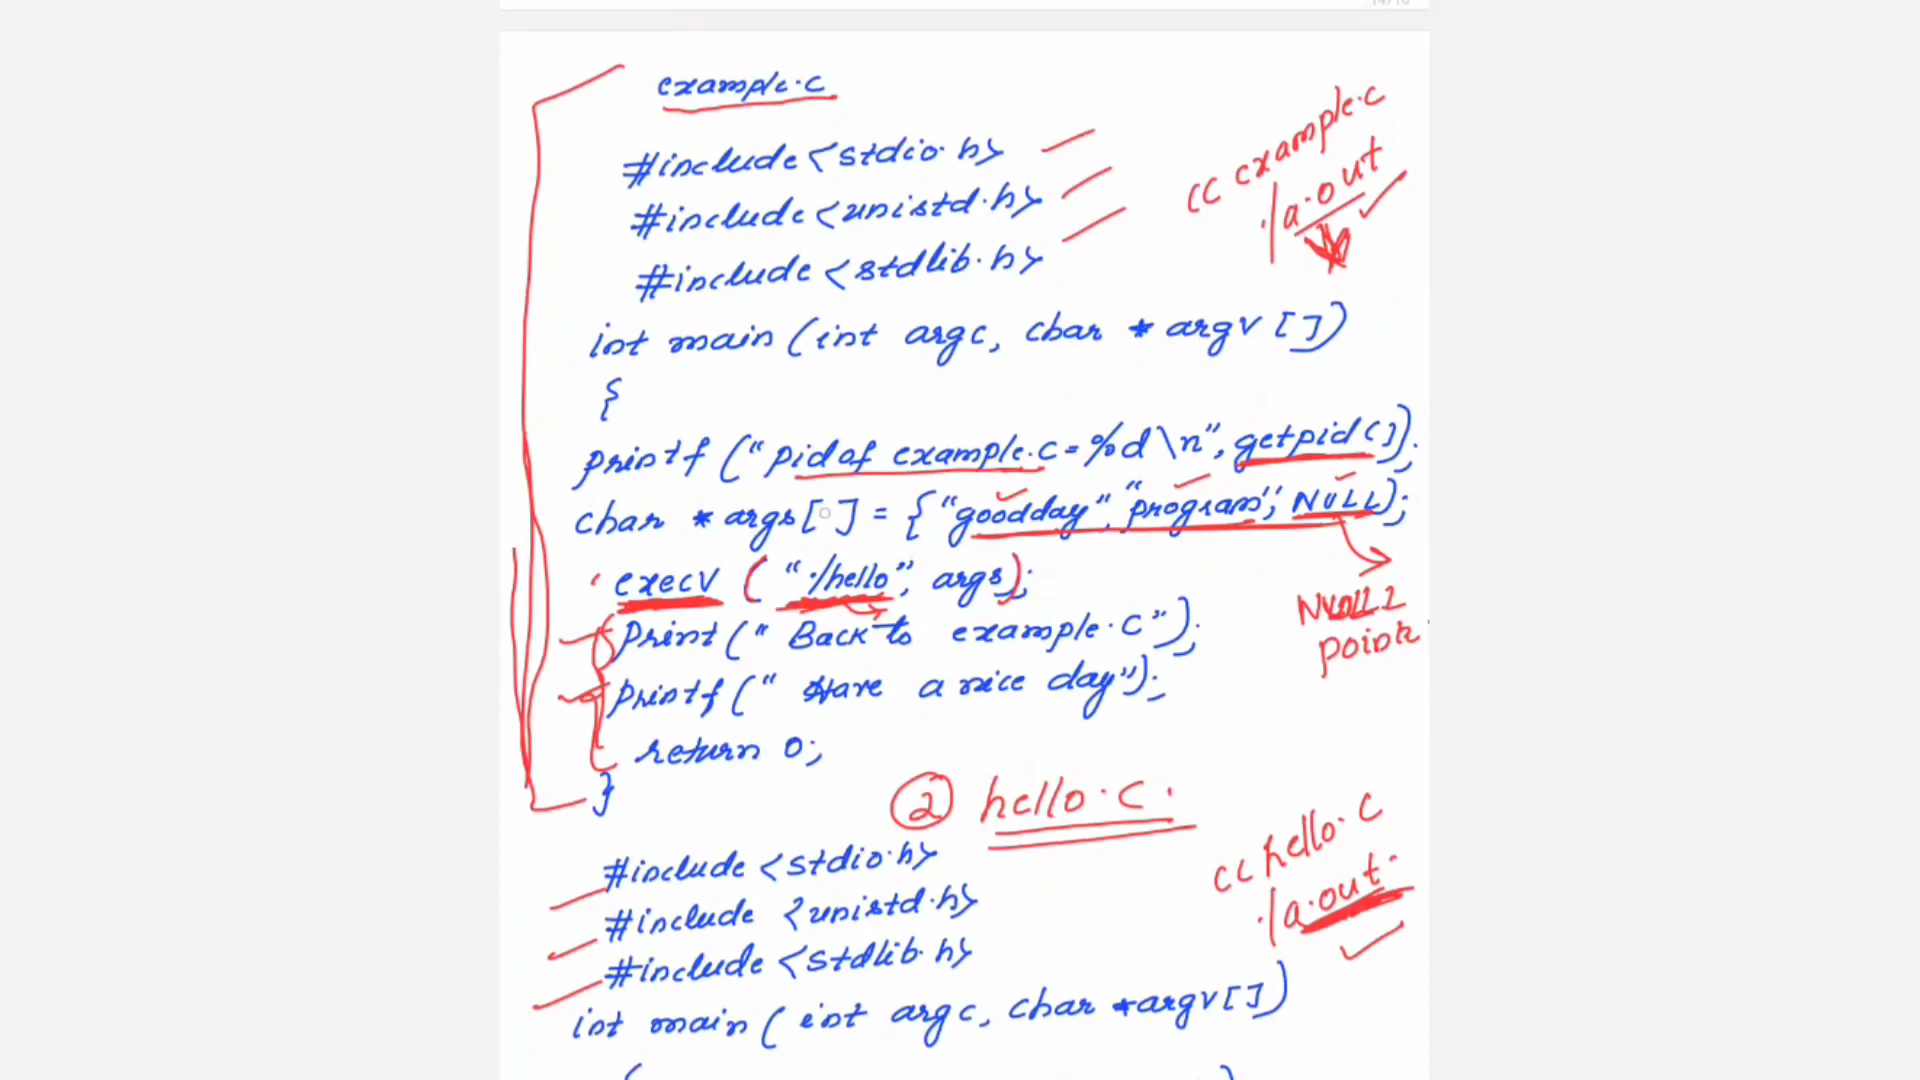 14/16
example.c
#include<stdio.h>
#include<unistd.h>
#include<stdlib.h>
cc example.c
./a.out
int main (int argc, char * argv [])
{
printf (" pid of example.c = %d \n", getpid());
char * args[] = {"goodday", "program", NULL);
execv ( "./hello", args);
NULL
Print (" Back to example.c");
printf (" Have a nice day");
return 0;
}
② hello.c.
cc hello.c
./a.out.
#include <stdio.h>
#include <unistd.h>
#include <stdlib.h>
int main ( int argc, char *argv[])